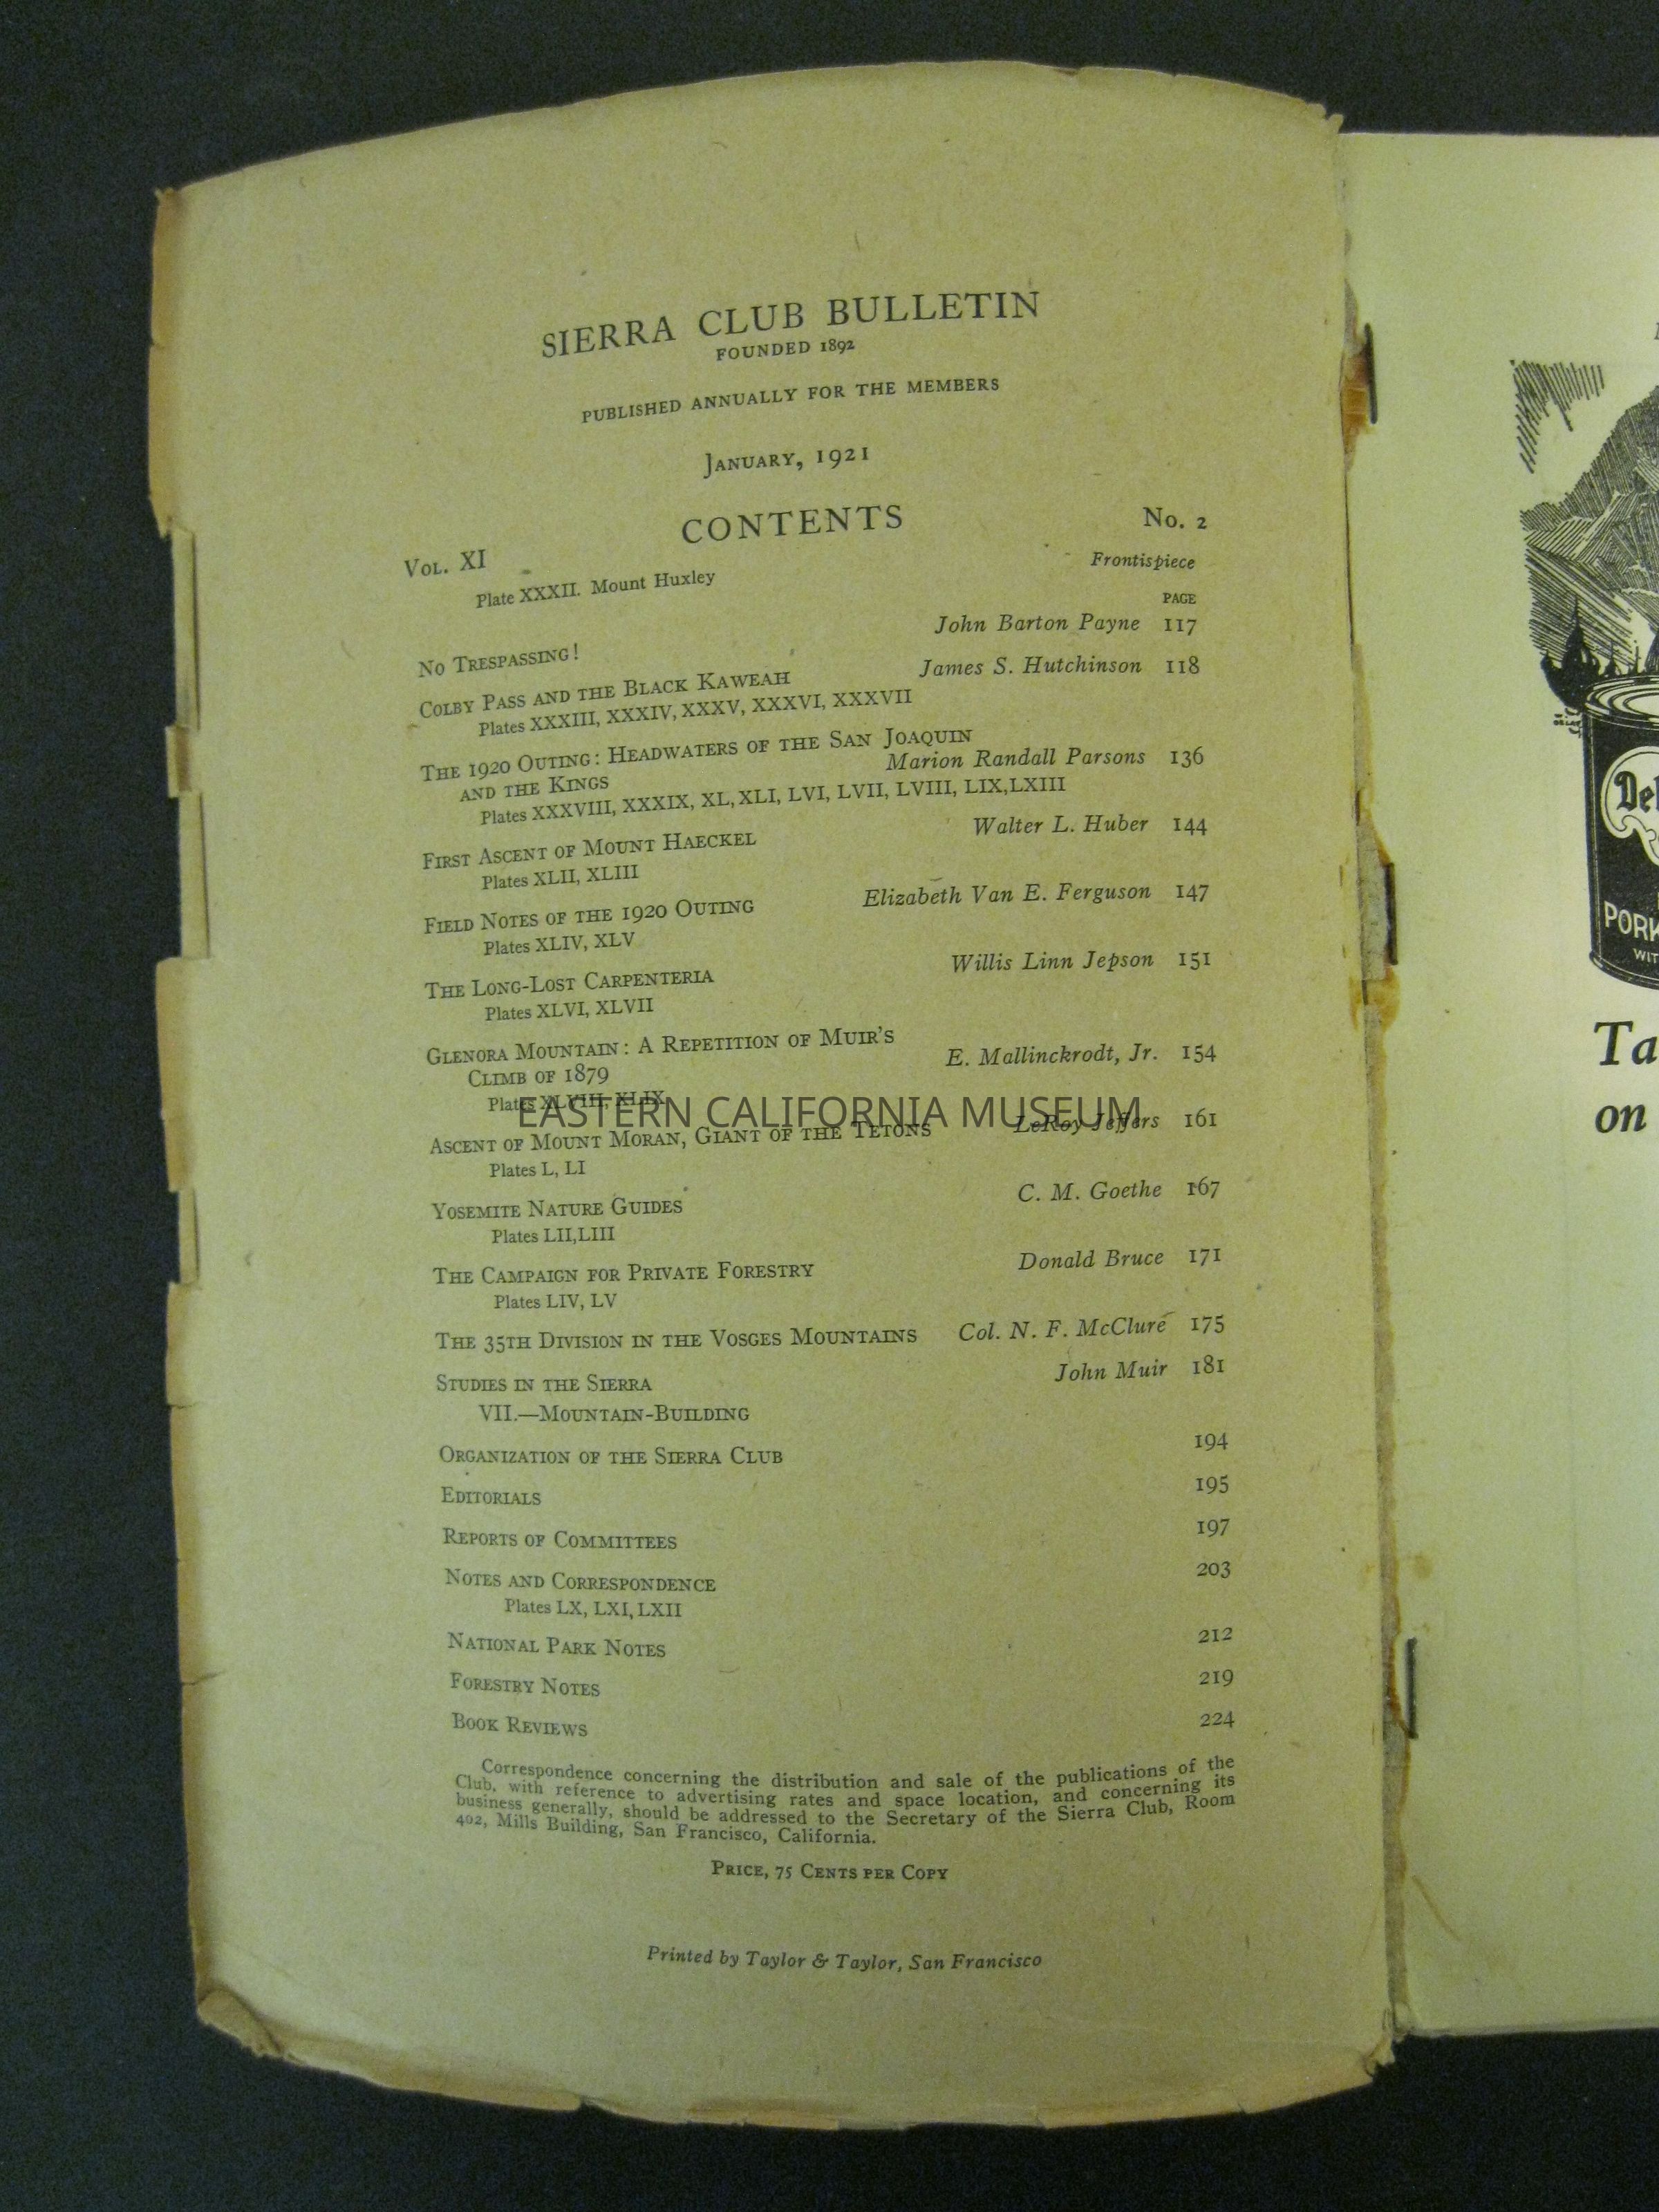 SIERRA CLUB BULLETIN
FOUNDED 1892
PUBLISHED ANNUALLY FOR THE MEMBERS
JANUARY, 1921
CONTENTS
VOL. XI No. 2
Plate XXXII. Mount Huxley Frontispiece
PAGE
NO TRESPASSING! John Barton Payne 117
COLBY PASS AND THE BLACK KAWEAH James S. Hutchinson 118
Plates XXXIII, XXXIV, XXXV, XXXVI, XXXVII
THE 1920 OUTING: HEADWATERS OF THE SAN JOAQUIN
AND THE KINGS Marion Randall Parsons 136
Plates XXXVIII, XXXIX, XL, XLI, LVI, LVII, LVIII, LIX, LXIII
FIRST ASCENT OF MOUNT HAECKEL Walter L. Huber 144
Plates XLII, XLIII
FIELD NOTES OF THE 1920 OUTING Elizabeth Van E. Ferguson 147
Plates XLIV, XLV
THE LONG-LOST CARPENTERIA Willis Linn Jepson 151
Plates XLVI, XLVII
GLENORA MOUNTAIN: A REPETITION OF MUIR'S
CLIMB OF 1879 E. Mallinckrodt, Jr. 154
Plates XLVIII, XLIX
EASTERN CALIFORNIA MUSEUM
ASCENT OF MOUNT MORAN, GIANT OF THE TETONS LeRoy Jeffers 161
Plates L, LI
YOSEMITE NATURE GUIDES C. M. Goethe 167
Plates LII, LIII
THE CAMPAIGN FOR PRIVATE FORESTRY Donald Bruce 171
Plates LIV, LV
THE 35TH DIVISION IN THE VOSGES MOUNTAINS Col. N. F. McClure 175
STUDIES IN THE SIERRA John Muir 181
VII.—MOUNTAIN-BUILDING
ORGANIZATION OF THE SIERRA CLUB 194
EDITORIALS 195
REPORTS OF COMMITTEES 197
NOTES AND CORRESPONDENCE 203
Plates LX, LXI, LXII
NATIONAL PARK NOTES 212
FORESTRY NOTES 219
BOOK REVIEWS 224
Correspondence concerning the distribution and sale of the publications of the
Club, with reference to advertising rates and space location, and concerning its
business generally, should be addressed to the Secretary of the Sierra Club, Room
402, Mills Building, San Francisco, California.
PRICE, 75 CENTS PER COPY
Printed by Taylor & Taylor, San Francisco
Del
PORK
WIT
Ta
on